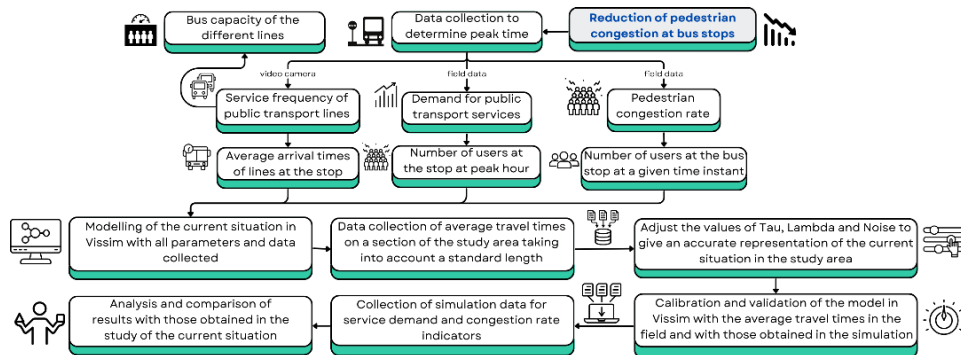 Bus capacity of the
different lines
Data collection to
determine peak time
Reduction of pedestrian
congestion at bus stops
video camera
field data
field data
Service frequency of
public transport lines
Demand for public
transport services
Pedestrian
congestion rate
Average arrival times
of lines at the stop
Number of users at
the stop at peak hour
Number of users at the bus
stop at a given time instant
Modelling of the current situation in
Vissim with all parameters and data
collected
Data collection of average travel times
on a section of the study area taking
into account a standard length
Adjust the values of Tau, Lambda and Noise to
give an accurate representation of the current
situation in the study area
Analysis and comparison of
results with those obtained in the
study of the current situation
Collection of simulation data for
service demand and congestion rate
indicators
Calibration and validation of the model in
Vissim with the average travel times in
the field and with those obtained in the simulation